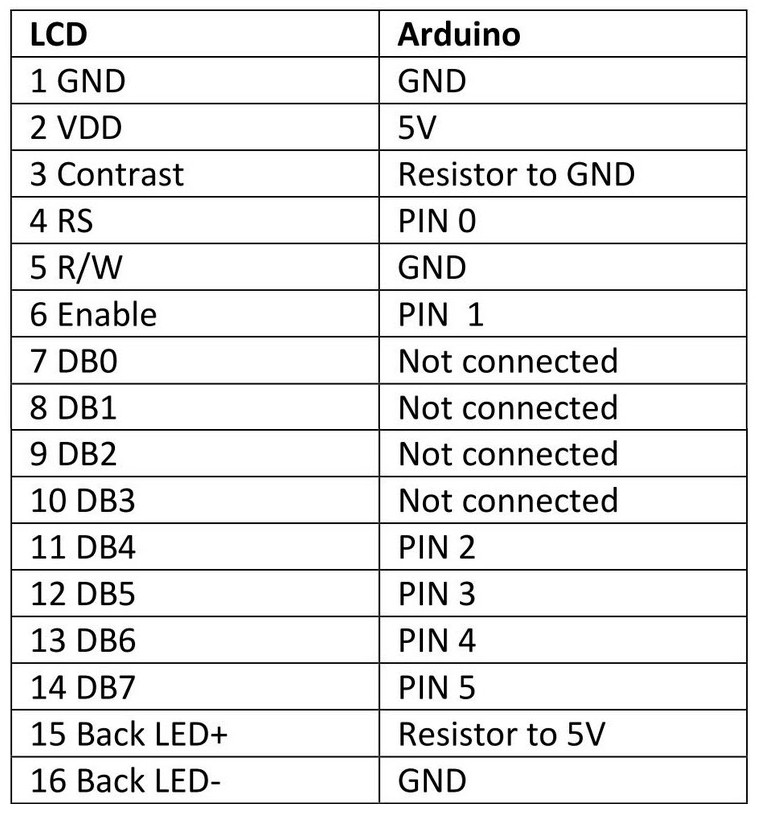 LCD Arduino
1 GND GND
2 VDD 5V
3 Contrast Resistor to GND
4 RS PIN 0
5 R/W GND
6 Enable PIN  1
7 DB0 Not connected
8 DB1 Not connected
9 DB2 Not connected
10 DB3 Not connected
11 DB4 PIN 2
12 DB5 PIN 3
13 DB6 PIN 4
14 DB7 PIN 5
15 Back LED+ Resistor to 5V
16 Back LED- GND